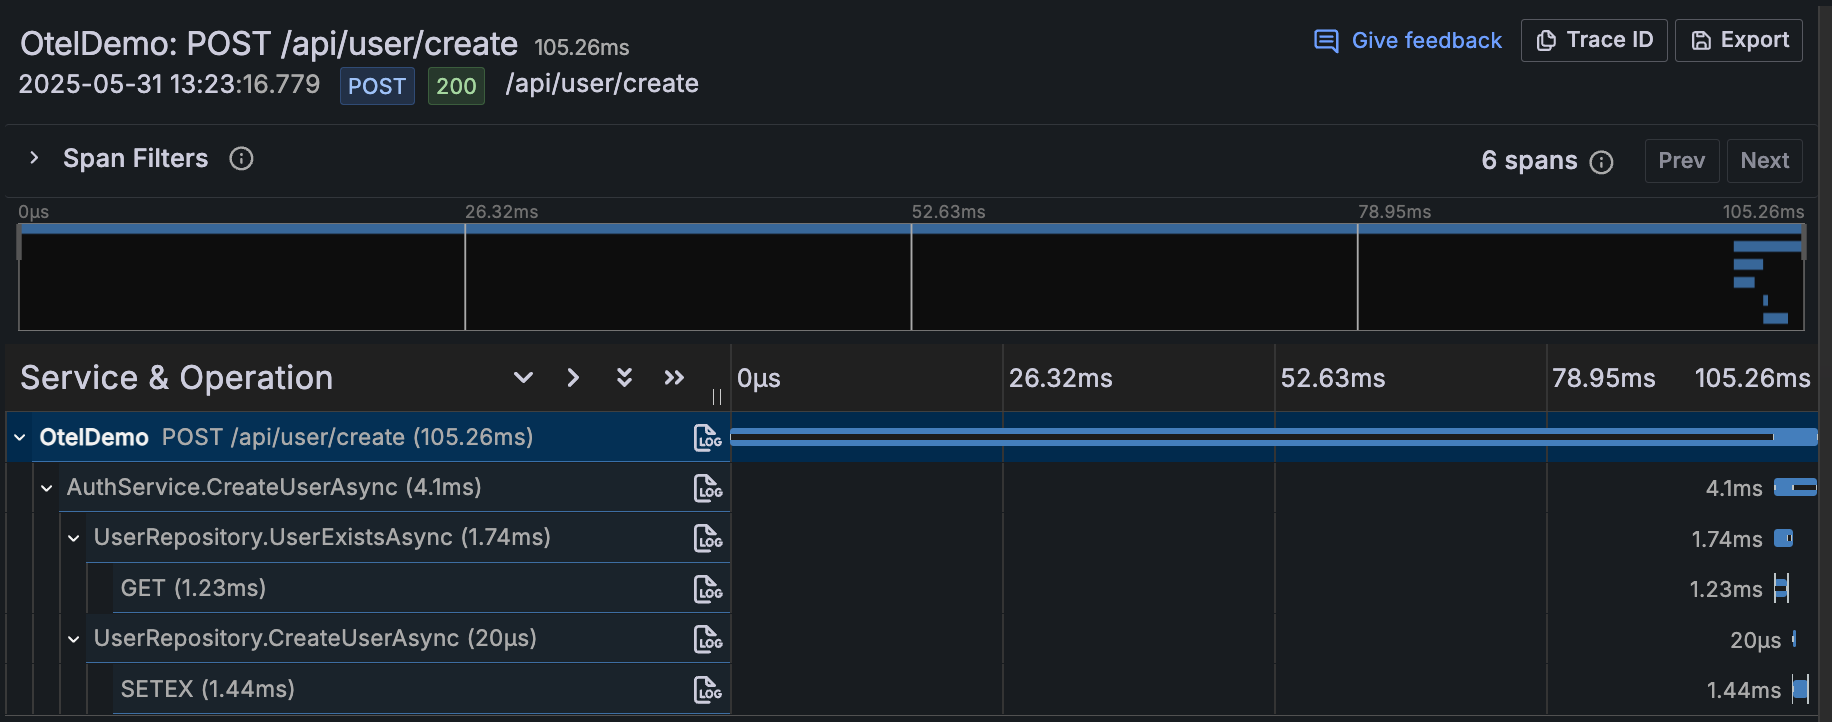 OtelDemo: POST /api/user/create 105.26ms
Give feedback Trace ID Export
2025-05-31 13:23:16.779 POST 200 /api/user/create
Span Filters
6 spans Prev Next
0µs 26.32ms 52.63ms 78.95ms 105.26ms
Service & Operation 0µs 26.32ms 52.63ms 78.95ms 105.26ms
OtelDemo POST /api/user/create (105.26ms) LOG
AuthService.CreateUserAsync (4.1ms) LOG 4.1ms
UserRepository.UserExistsAsync (1.74ms) LOG 1.74ms
GET (1.23ms) LOG 1.23ms
UserRepository.CreateUserAsync (20µs) LOG 20µs
SETEX (1.44ms) LOG 1.44ms